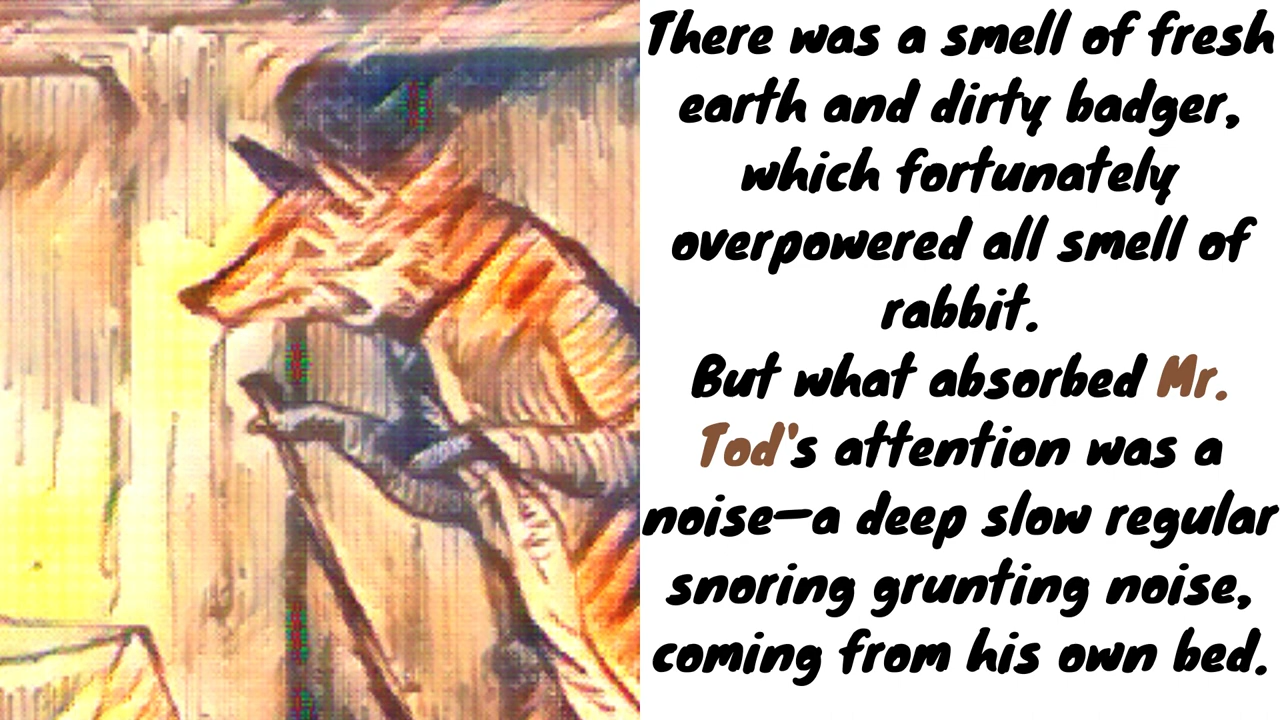 There was a smell of fresh
earth and dirty badger,
which fortunately
overpowered all smell of
rabbit.
But what absorbed Mr.
Tod's attention was a
noise—a deep slow regular
snoring grunting noise,
coming from his own bed.